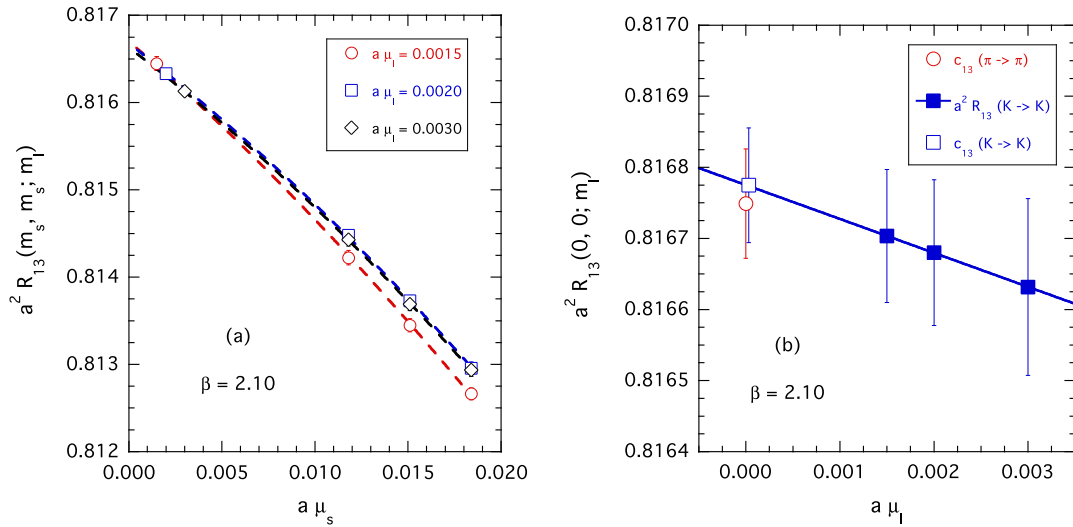 0.817
0.816
0.815
0.814
0.813
0.812
0.000
0.005
0.010
0.015
0.020
a² R₁₃(mₛ, mₛ; mₗ)
a μₛ
a μₗ = 0.0015
a μₗ = 0.0020
a μₗ = 0.0030
(a)
β = 2.10
0.8170
0.8169
0.8168
0.8167
0.8166
0.8165
0.8164
0.000
0.001
0.002
0.003
a² R₁₃(0, 0; mₗ)
a μₗ
c₁₃ (π -> π)
a² R₁₃ (K -> K)
c₁₃ (K -> K)
(b)
β = 2.10